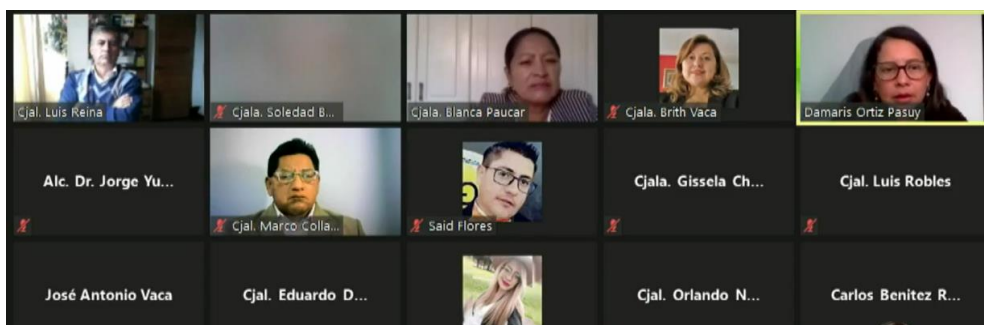 Cjal. Luis Reina
Cjala. Soledad B...
Cjala. Blanca Paucar
Cjala. Brith Vaca
Damaris Ortiz Pasuy
Alc. Dr. Jorge Yu...
Cjal. Marco Colla...
Said Flores
Cjala. Gissela Ch...
Cjal. Luis Robles
José Antonio Vaca
Cjal. Eduardo D...
Cjal. Orlando N...
Carlos Benitez R...